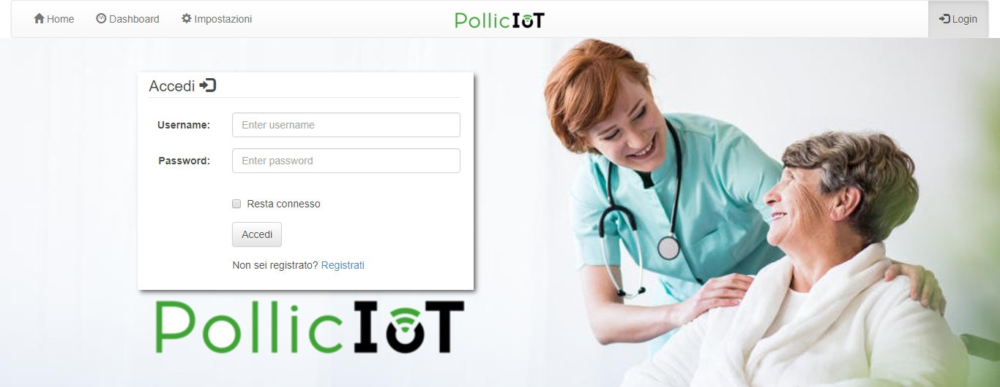 Home Dashboard Impostazioni PollicIoT Login
Accedi
Username: Enter username
Password: Enter password
Resta connesso
Accedi
Non sei registrato? Registrati
PollicIoT